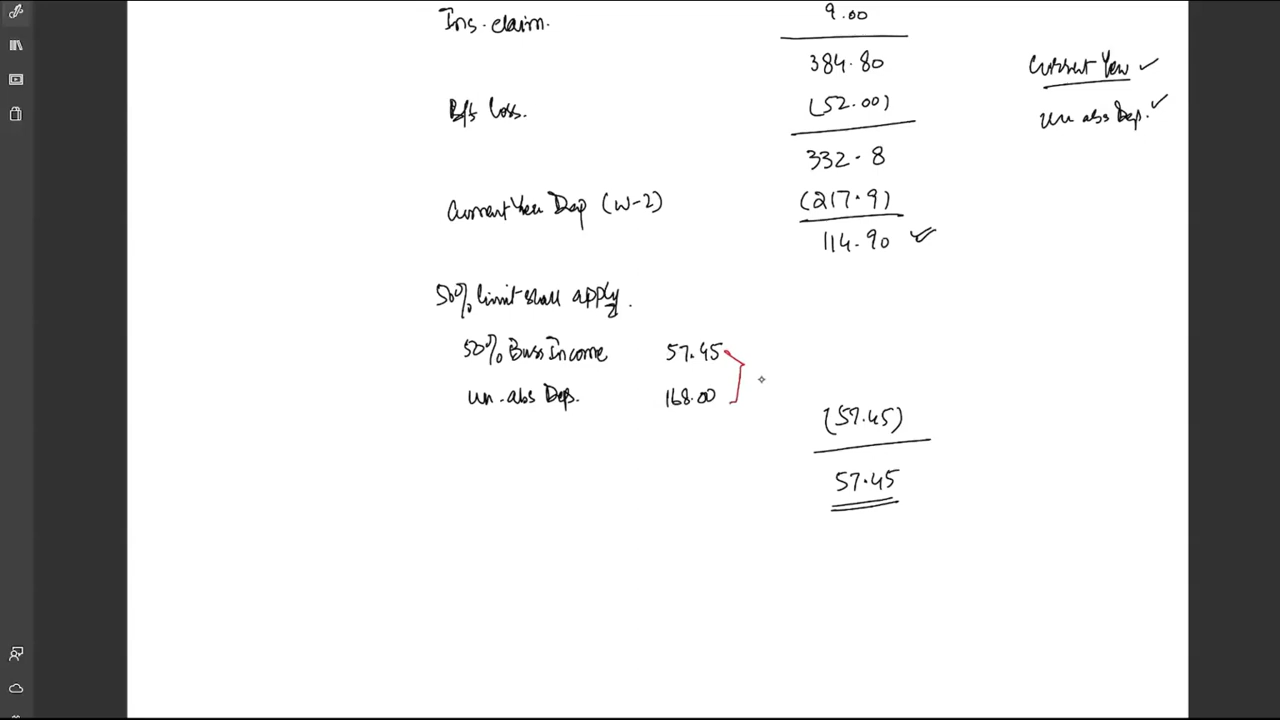 Ins. claim. 9.00
384.80
Current Year
B/f loss. (52.00)
un abs Dep.
332.8
Current Year Dep (W-2) (217.9)
114.90
50% limit shall apply.
50% Buss Income 57.45
un-abs Dep. 168.00
(57.45)
57.45